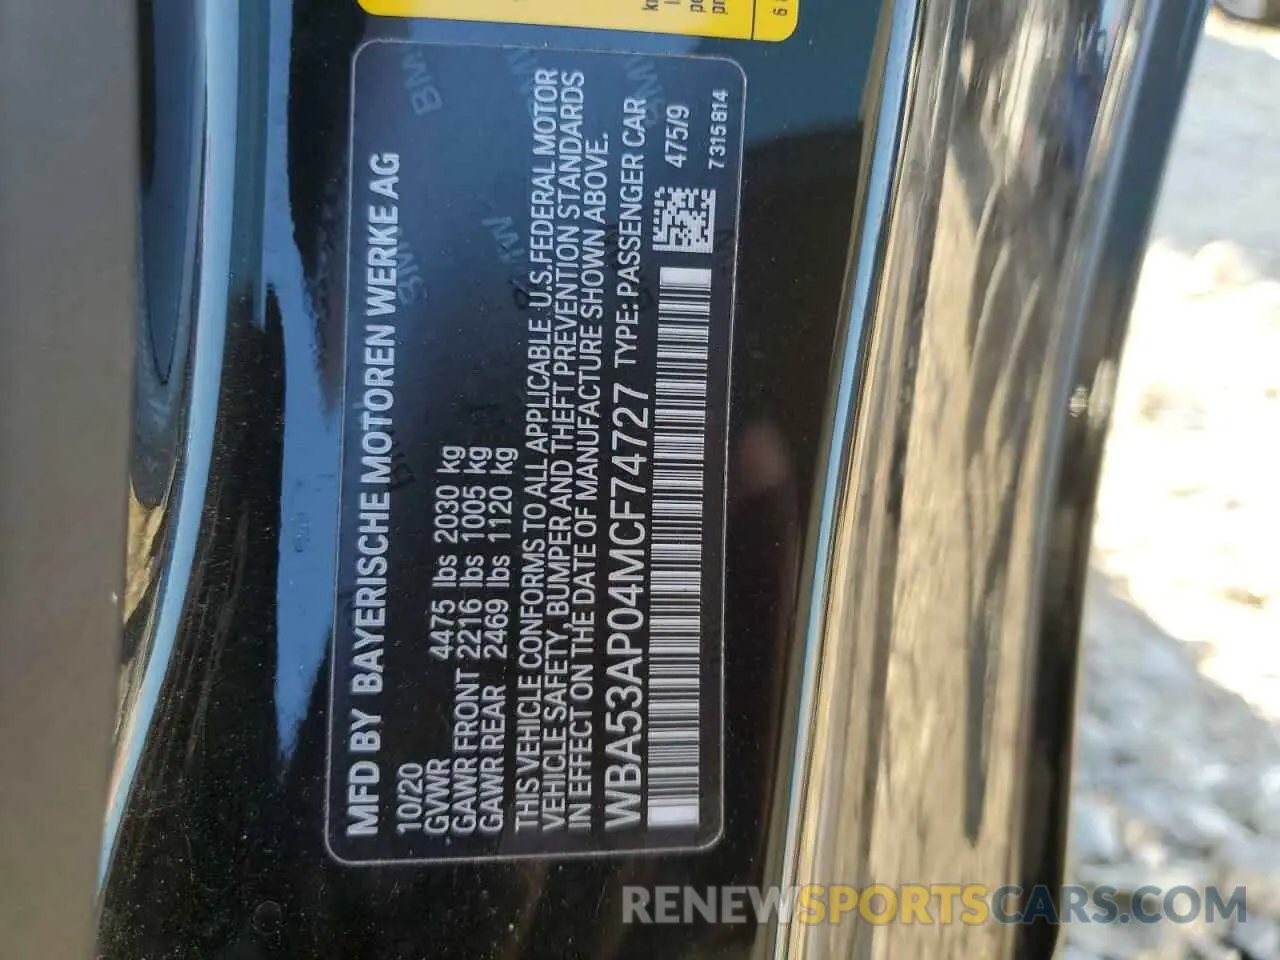 MFD BY BAYERISCHE MOTOREN WERKE AG
10/20
GVWR 4475 lbs 2030 kg
GAWR FRONT 2216 lbs 1005 kg
GAWR REAR 2469 lbs 1120 kg
THIS VEHICLE CONFORMS TO ALL APPLICABLE U.S. FEDERAL MOTOR
VEHICLE SAFETY, BUMPER AND THEFT PREVENTION STANDARDS
IN EFFECT ON THE DATE OF MANUFACTURE SHOWN ABOVE.
WBA53AP04MCF74727 TYPE: PASSENGER CAR
475/9
7315814
RENEWSPORTSCARS.COM